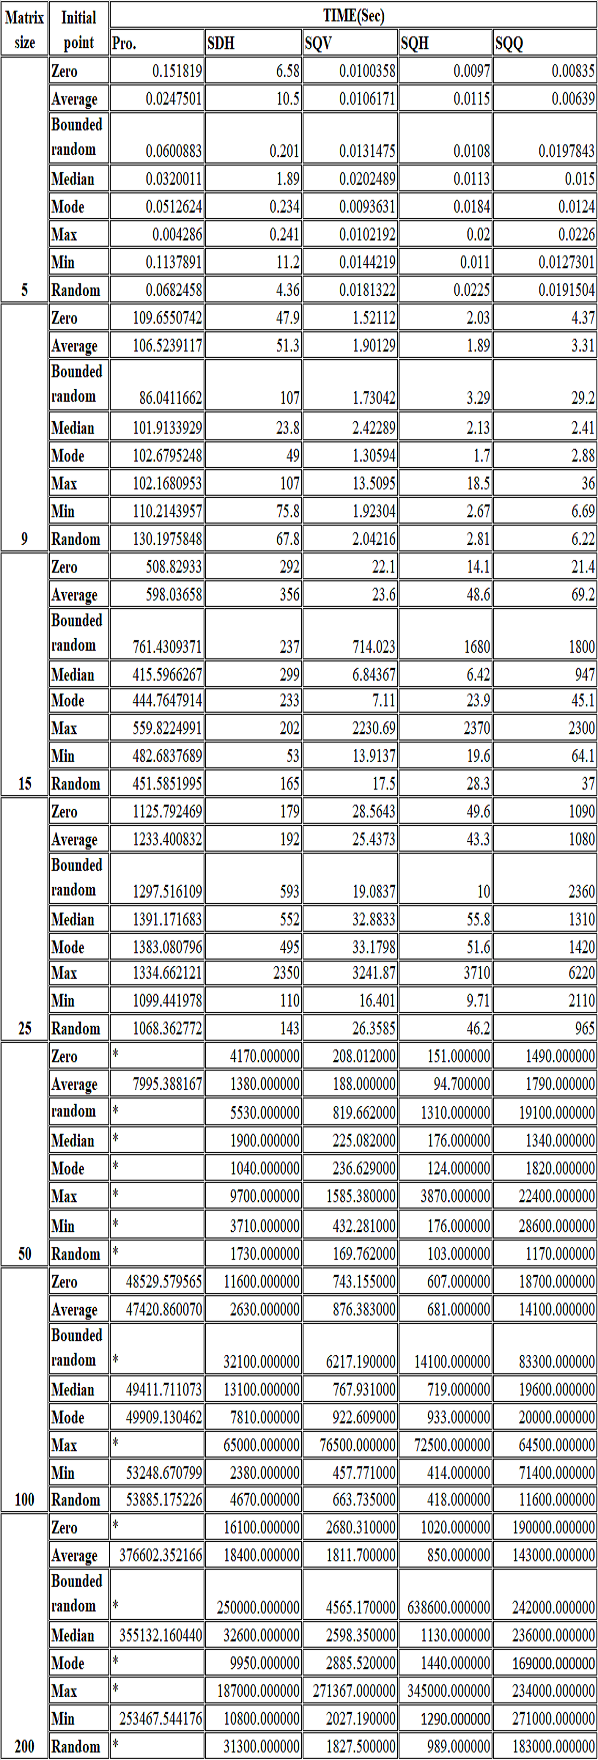 Matrix size Initial point TIME(Sec)
Pro. SDH SQV SQH SQQ
Zero 0.151819 6.58 0.0100358 0.0097 0.00835
Average 0.0247501 10.5 0.0106171 0.0115 0.00639
Bounded
random 0.0600883 0.201 0.0131475 0.0108 0.0197843
Median 0.0320011 1.89 0.0202489 0.0113 0.015
Mode 0.0512624 0.234 0.0093631 0.0184 0.0124
Max 0.004286 0.241 0.0102192 0.02 0.0226
Min 0.1137891 11.2 0.0144219 0.011 0.0127301
5 Random 0.0682458 4.36 0.0181322 0.0225 0.0191504
Zero 109.6550742 47.9 1.52112 2.03 4.37
Average 106.5239117 51.3 1.90129 1.89 3.31
Bounded
random 86.0411662 107 1.73042 3.29 29.2
Median 101.9133929 23.8 2.42289 2.13 2.41
Mode 102.6795248 49 1.30594 1.7 2.88
Max 102.1680953 107 13.5095 18.5 36
Min 110.2143957 75.8 1.92304 2.67 6.69
9 Random 130.1975848 67.8 2.04216 2.81 6.22
Zero 508.82933 292 22.1 14.1 21.4
Average 598.03658 356 23.6 48.6 69.2
Bounded
random 761.4309371 237 714.023 1680 1800
Median 415.5966267 299 6.84367 6.42 947
Mode 444.7647914 233 7.11 23.9 45.1
Max 559.8224991 202 2230.69 2370 2300
Min 482.6837689 53 13.9137 19.6 64.1
15 Random 451.5851995 165 17.5 28.3 37
Zero 1125.792469 179 28.5643 49.6 1090
Average 1233.400832 192 25.4373 43.3 1080
Bounded
random 1297.516109 593 19.0837 10 2360
Median 1391.171683 552 32.8833 55.8 1310
Mode 1383.080796 495 33.1798 51.6 1420
Max 1334.662121 2350 3241.87 3710 6220
Min 1099.441978 110 16.401 9.71 2110
25 Random 1068.362772 143 26.3585 46.2 965
Zero * 4170.000000 208.012000 151.000000 1490.000000
Average 7995.388167 1380.000000 188.000000 94.700000 1790.000000
random * 5530.000000 819.662000 1310.000000 19100.000000
Median * 1900.000000 225.082000 176.000000 1340.000000
Mode * 1040.000000 236.629000 124.000000 1820.000000
Max * 9700.000000 1585.380000 3870.000000 22400.000000
Min * 3710.000000 432.281000 176.000000 28600.000000
50 Random * 1730.000000 169.762000 103.000000 1170.000000
Zero 48529.579565 11600.000000 743.155000 607.000000 18700.000000
Average 47420.860070 2630.000000 876.383000 681.000000 14100.000000
Bounded
random * 32100.000000 6217.190000 14100.000000 83300.000000
Median 49411.711073 13100.000000 767.931000 719.000000 19600.000000
Mode 49909.130462 7810.000000 922.609000 933.000000 20000.000000
Max * 65000.000000 76500.000000 72500.000000 64500.000000
Min 53248.670799 2380.000000 457.771000 414.000000 71400.000000
100 Random 53885.175226 4670.000000 663.735000 418.000000 11600.000000
Zero * 16100.000000 2680.310000 1020.000000 190000.000000
Average 376602.352166 18400.000000 1811.700000 850.000000 143000.000000
Bounded
random * 250000.000000 4565.170000 638600.000000 242000.000000
Median 355132.160440 32600.000000 2598.350000 1130.000000 236000.000000
Mode * 9950.000000 2885.520000 1440.000000 169000.000000
Max * 187000.000000 271367.000000 345000.000000 234000.000000
Min 253467.544176 10800.000000 2027.190000 1290.000000 271000.000000
200 Random * 31300.000000 1827.500000 989.000000 183000.000000